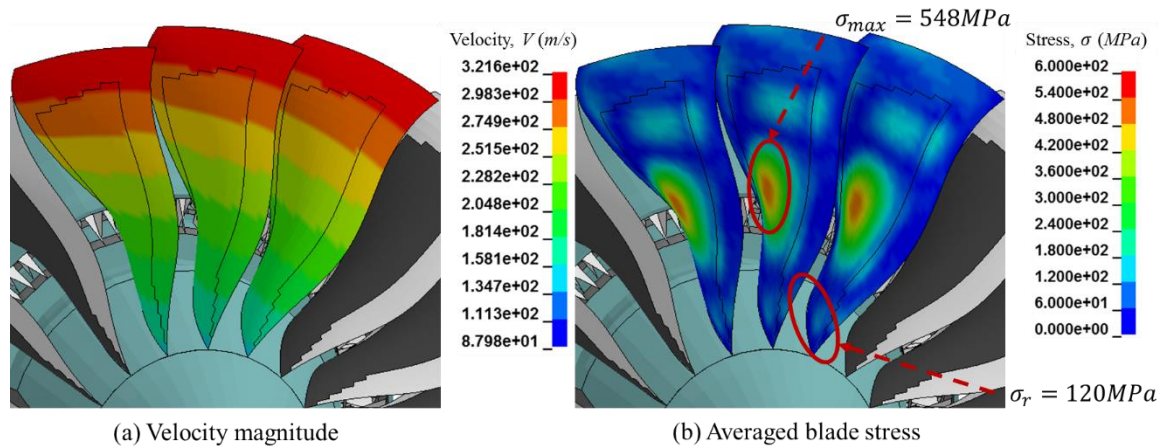 σ_max = 548MPa
Velocity, V (m/s)
3.216e+02
2.983e+02
2.749e+02
2.515e+02
2.282e+02
2.048e+02
1.814e+02
1.581e+02
1.347e+02
1.113e+02
8.798e+01
Stress, σ (MPa)
6.000e+02
5.400e+02
4.800e+02
4.200e+02
3.600e+02
3.000e+02
2.400e+02
1.800e+02
1.200e+02
6.000e+01
0.000e+00
σ_r = 120MPa
(a) Velocity magnitude
(b) Averaged blade stress